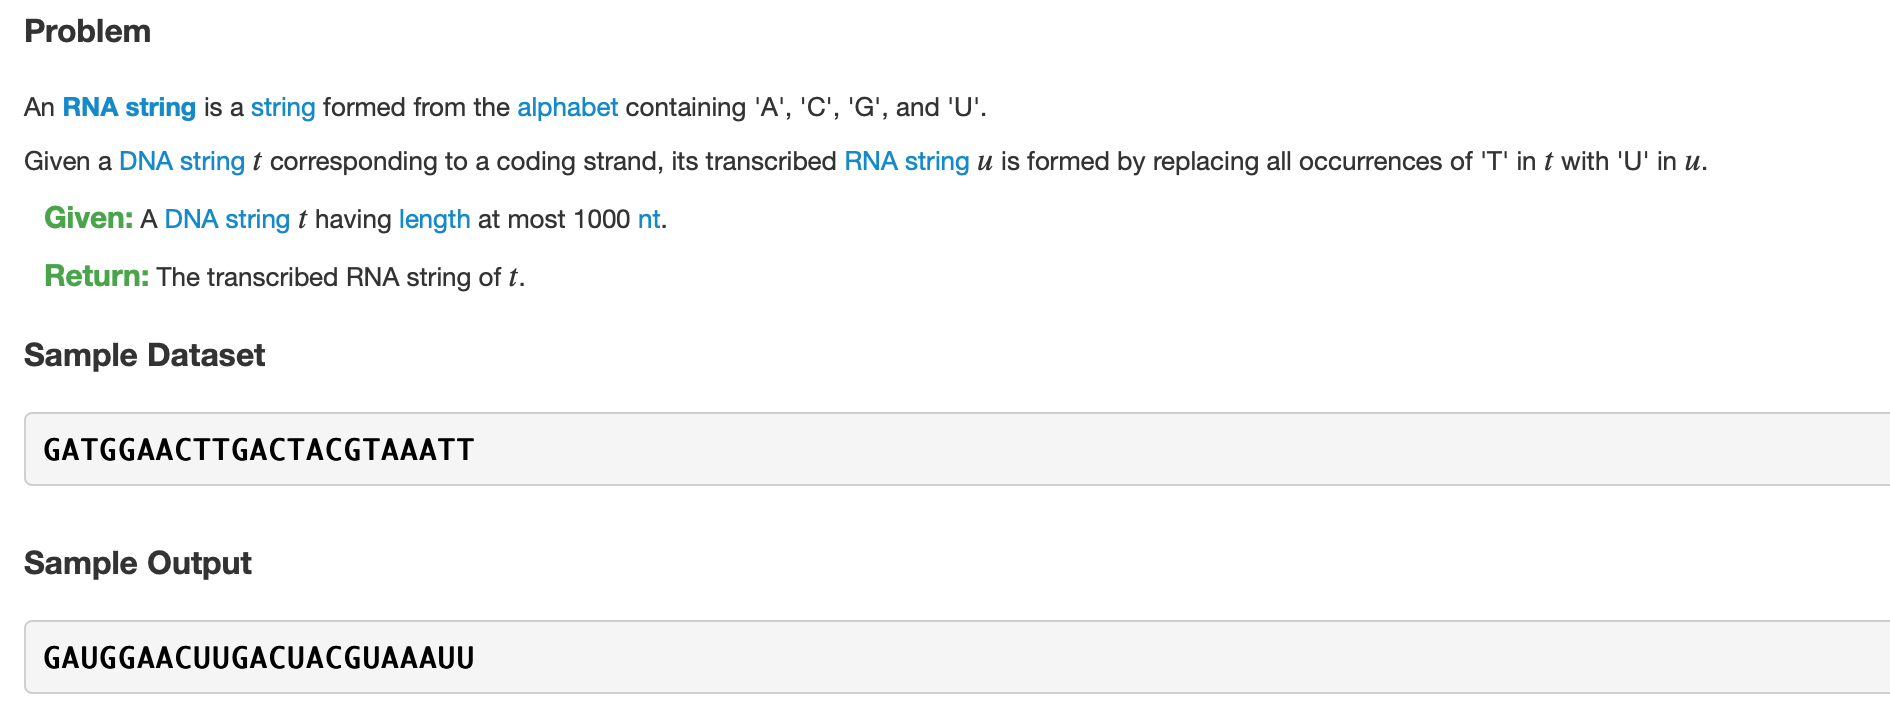 Problem
An RNA string is a string formed from the alphabet containing 'A', 'C', 'G', and 'U'.
Given a DNA string t corresponding to a coding strand, its transcribed RNA string u is formed by replacing all occurrences of 'T' in t with 'U' in u.
Given: A DNA string t having length at most 1000 nt.
Return: The transcribed RNA string of t.
Sample Dataset
GATGGAACTTGACTACGTAAATT
Sample Output
GAUGGAACUUGACUACGUAAAUU